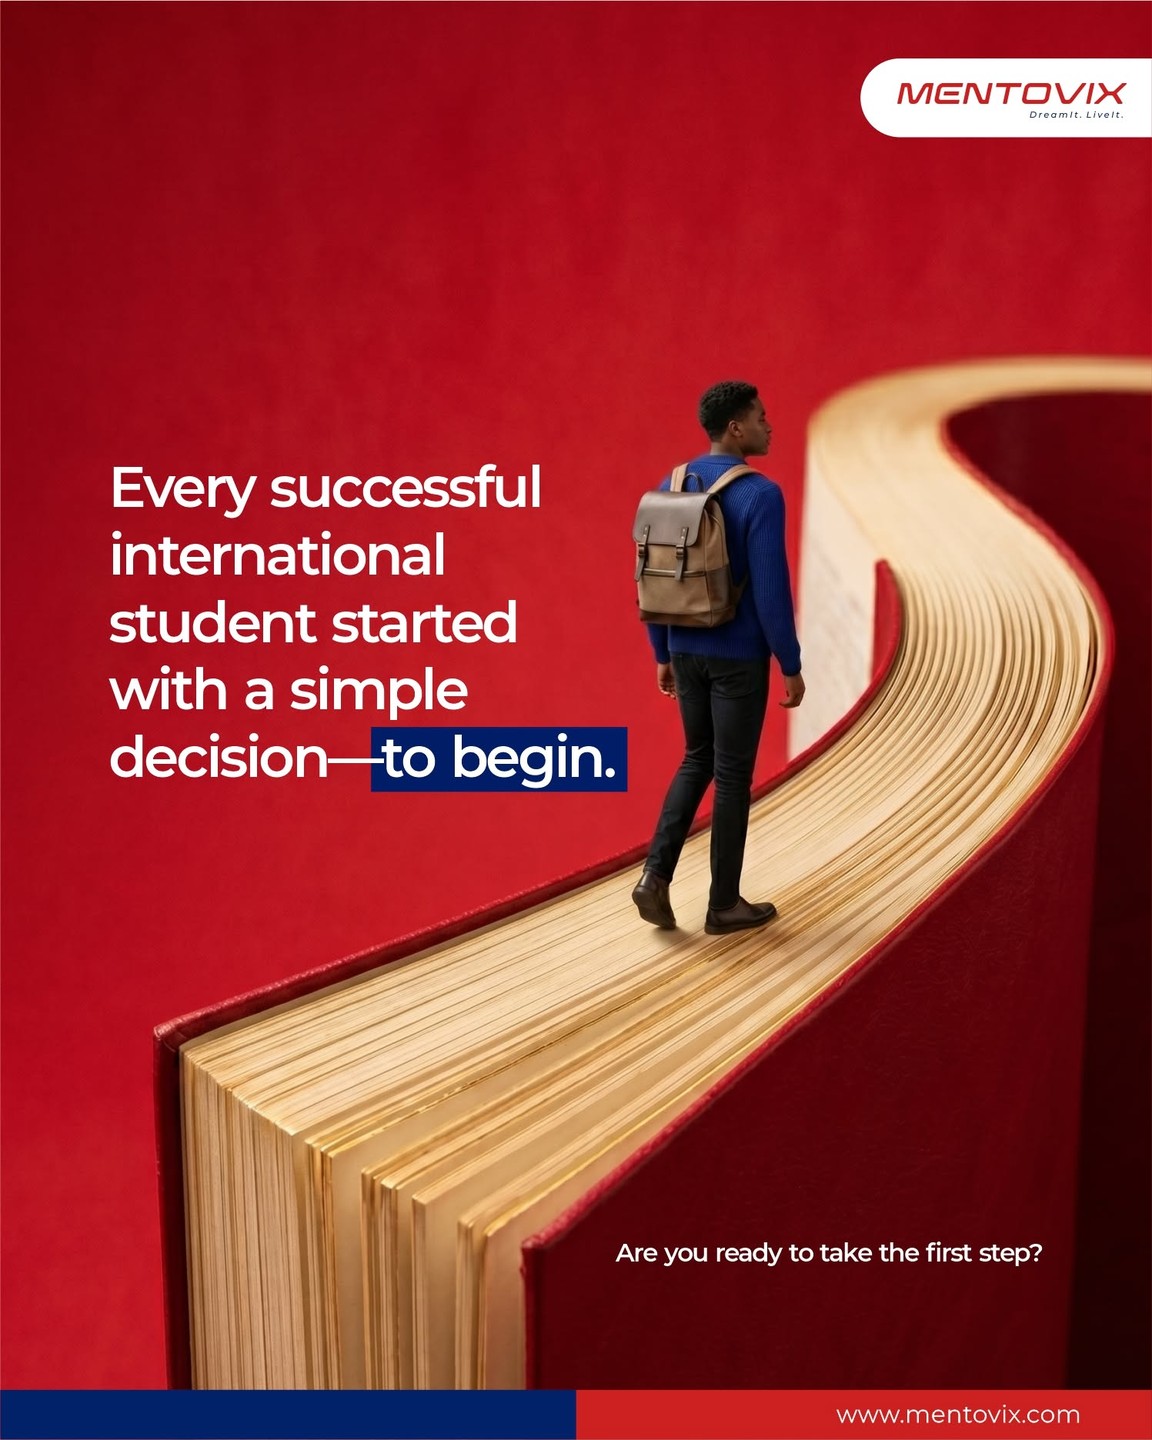 MENTOVIX
DreamIt. LiveIt.
Every successful
international
student started
with a simple
decision—to begin.
Are you ready to take the first step?
www.mentovix.com